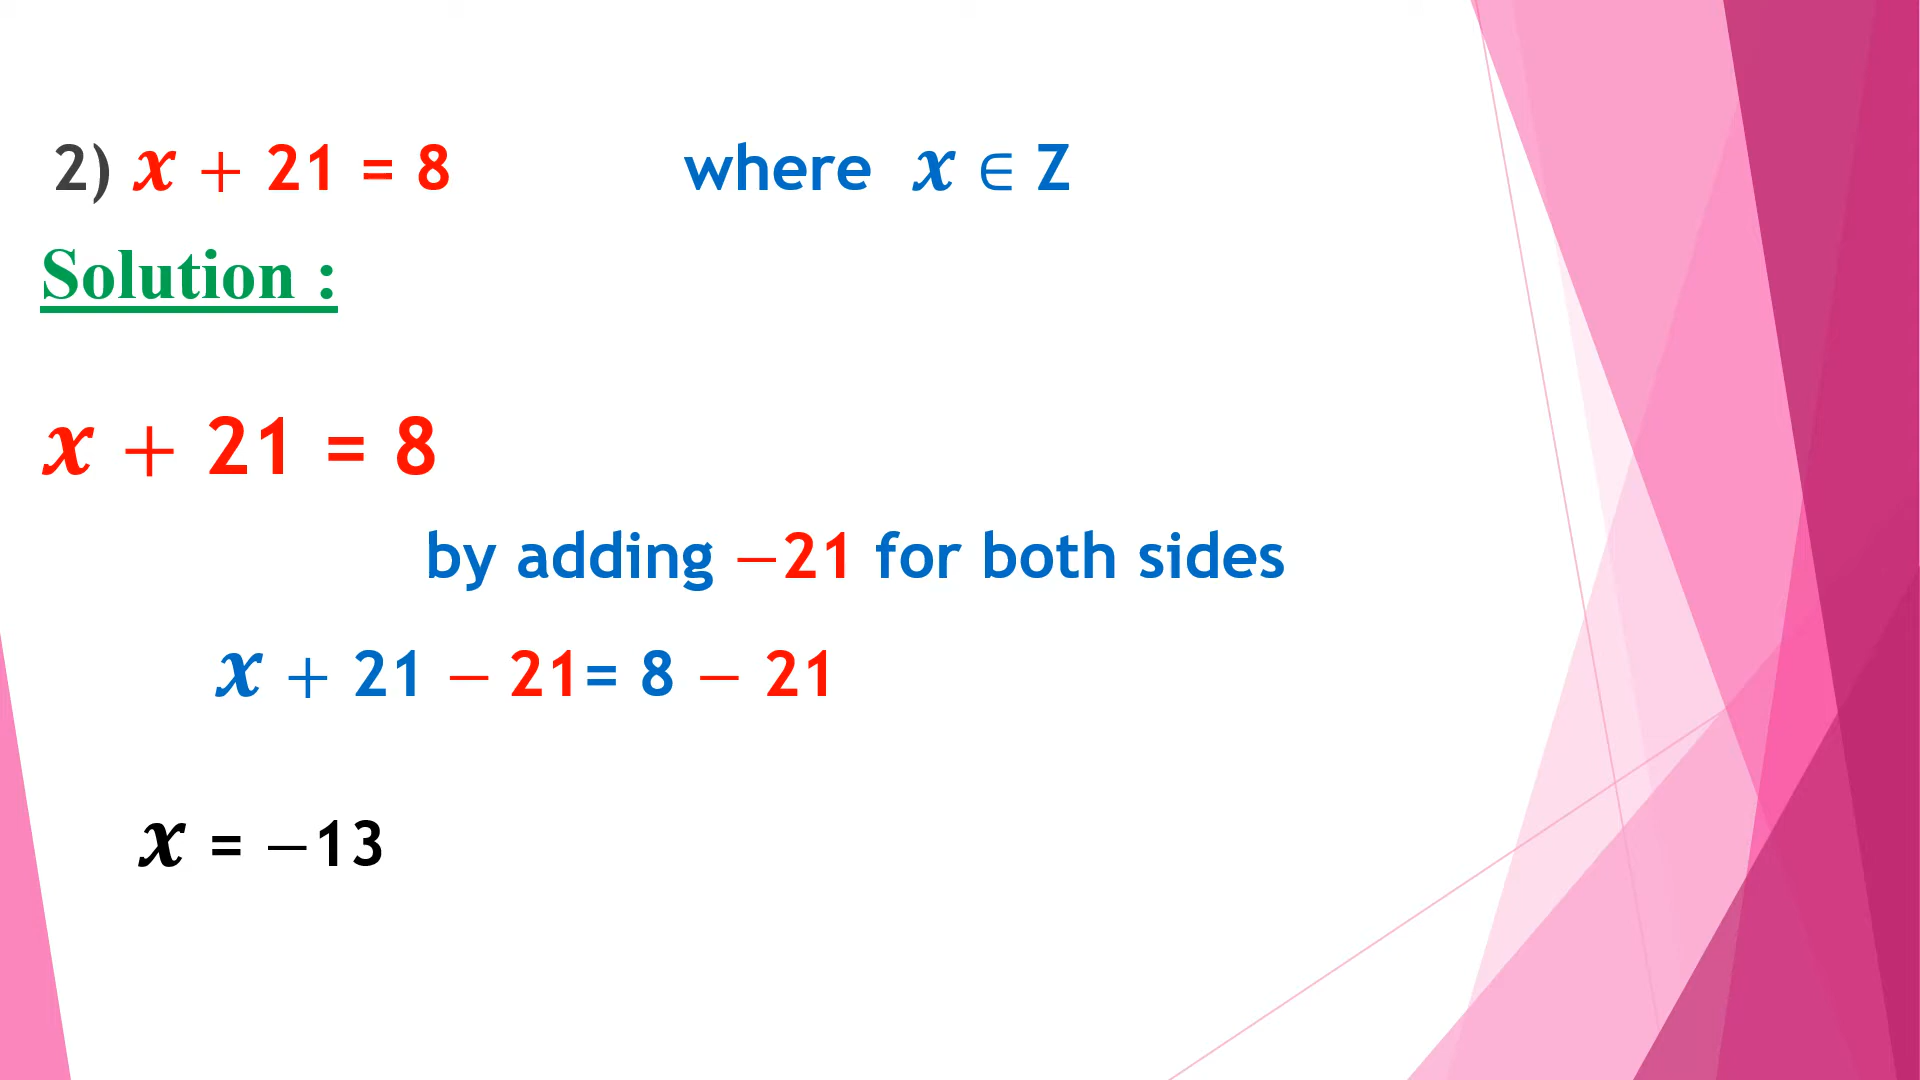 2) x + 21 = 8 where x ∈ Z
Solution :
x + 21 = 8
by adding −21 for both sides
x + 21 − 21= 8 − 21
x = −13